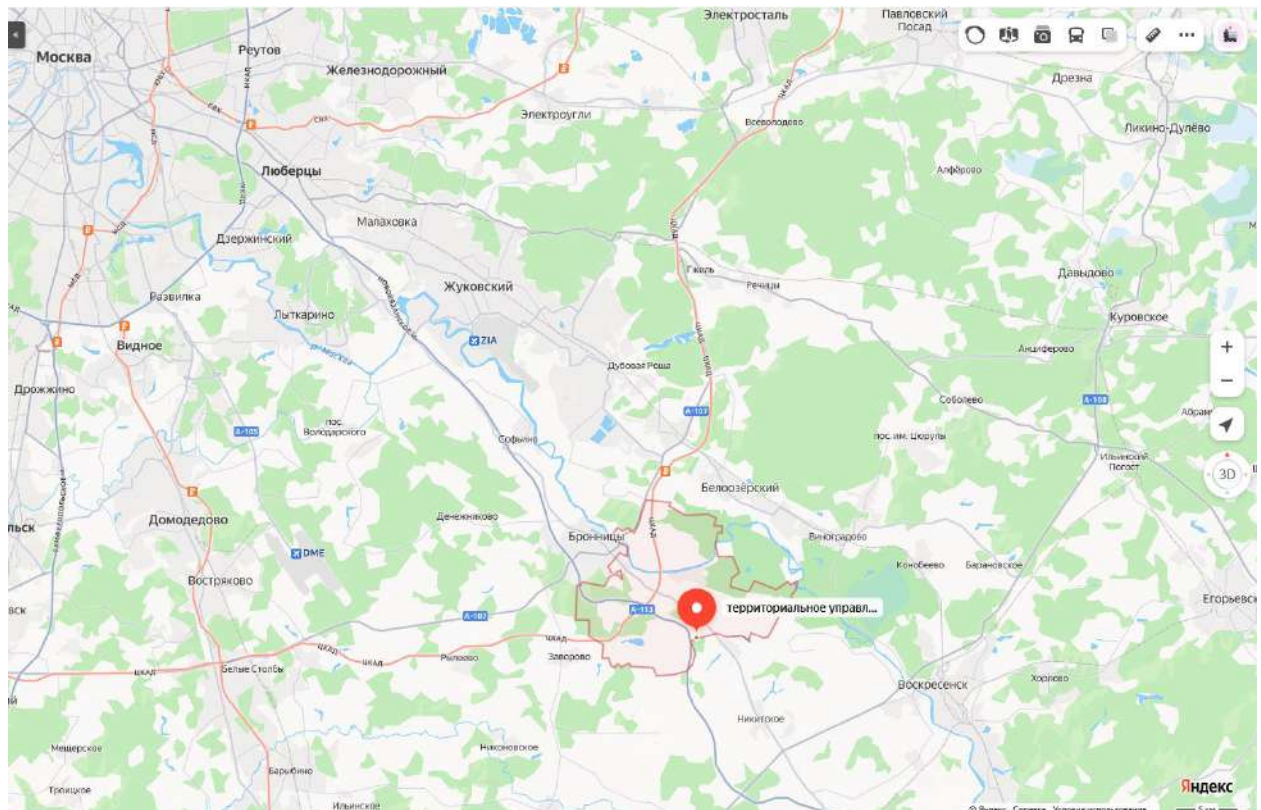 Электросталь
Павловский
Посад
Москва
Реутов
Железнодорожный
Дрезна
Электроугли
Всеволодово
Ликино-Дулёво
Люберцы
Алфёрово
Малаховка
Дзержинский
ЦКАД
Гжель
Речицы
Давыдово
Жуковский
Развилка
Лыткарино
Куровское
ZIA
Видное
Анциферово
Дубовая Роща
Дрожжино
Соболево
А-107
А-108
А-105
пос.
Володарского
Софьино
пос. им. Цюрупы
Ильинский
Погост
3D
Белоозёрский
Домодедово
Денежниково
Бронницы
Виноградово
DME
Конобеево
Барановское
Востряково
Егорьевск
А-113
территориальное управл...
А-107
ЦКАД
Рылеево
Заворово
Белые Столбы
ЦКАД
Воскресенск
Хорлово
Никитское
Мещерское
Никоновское
Барыбино
Троицкое
Ильинское
Яндекс